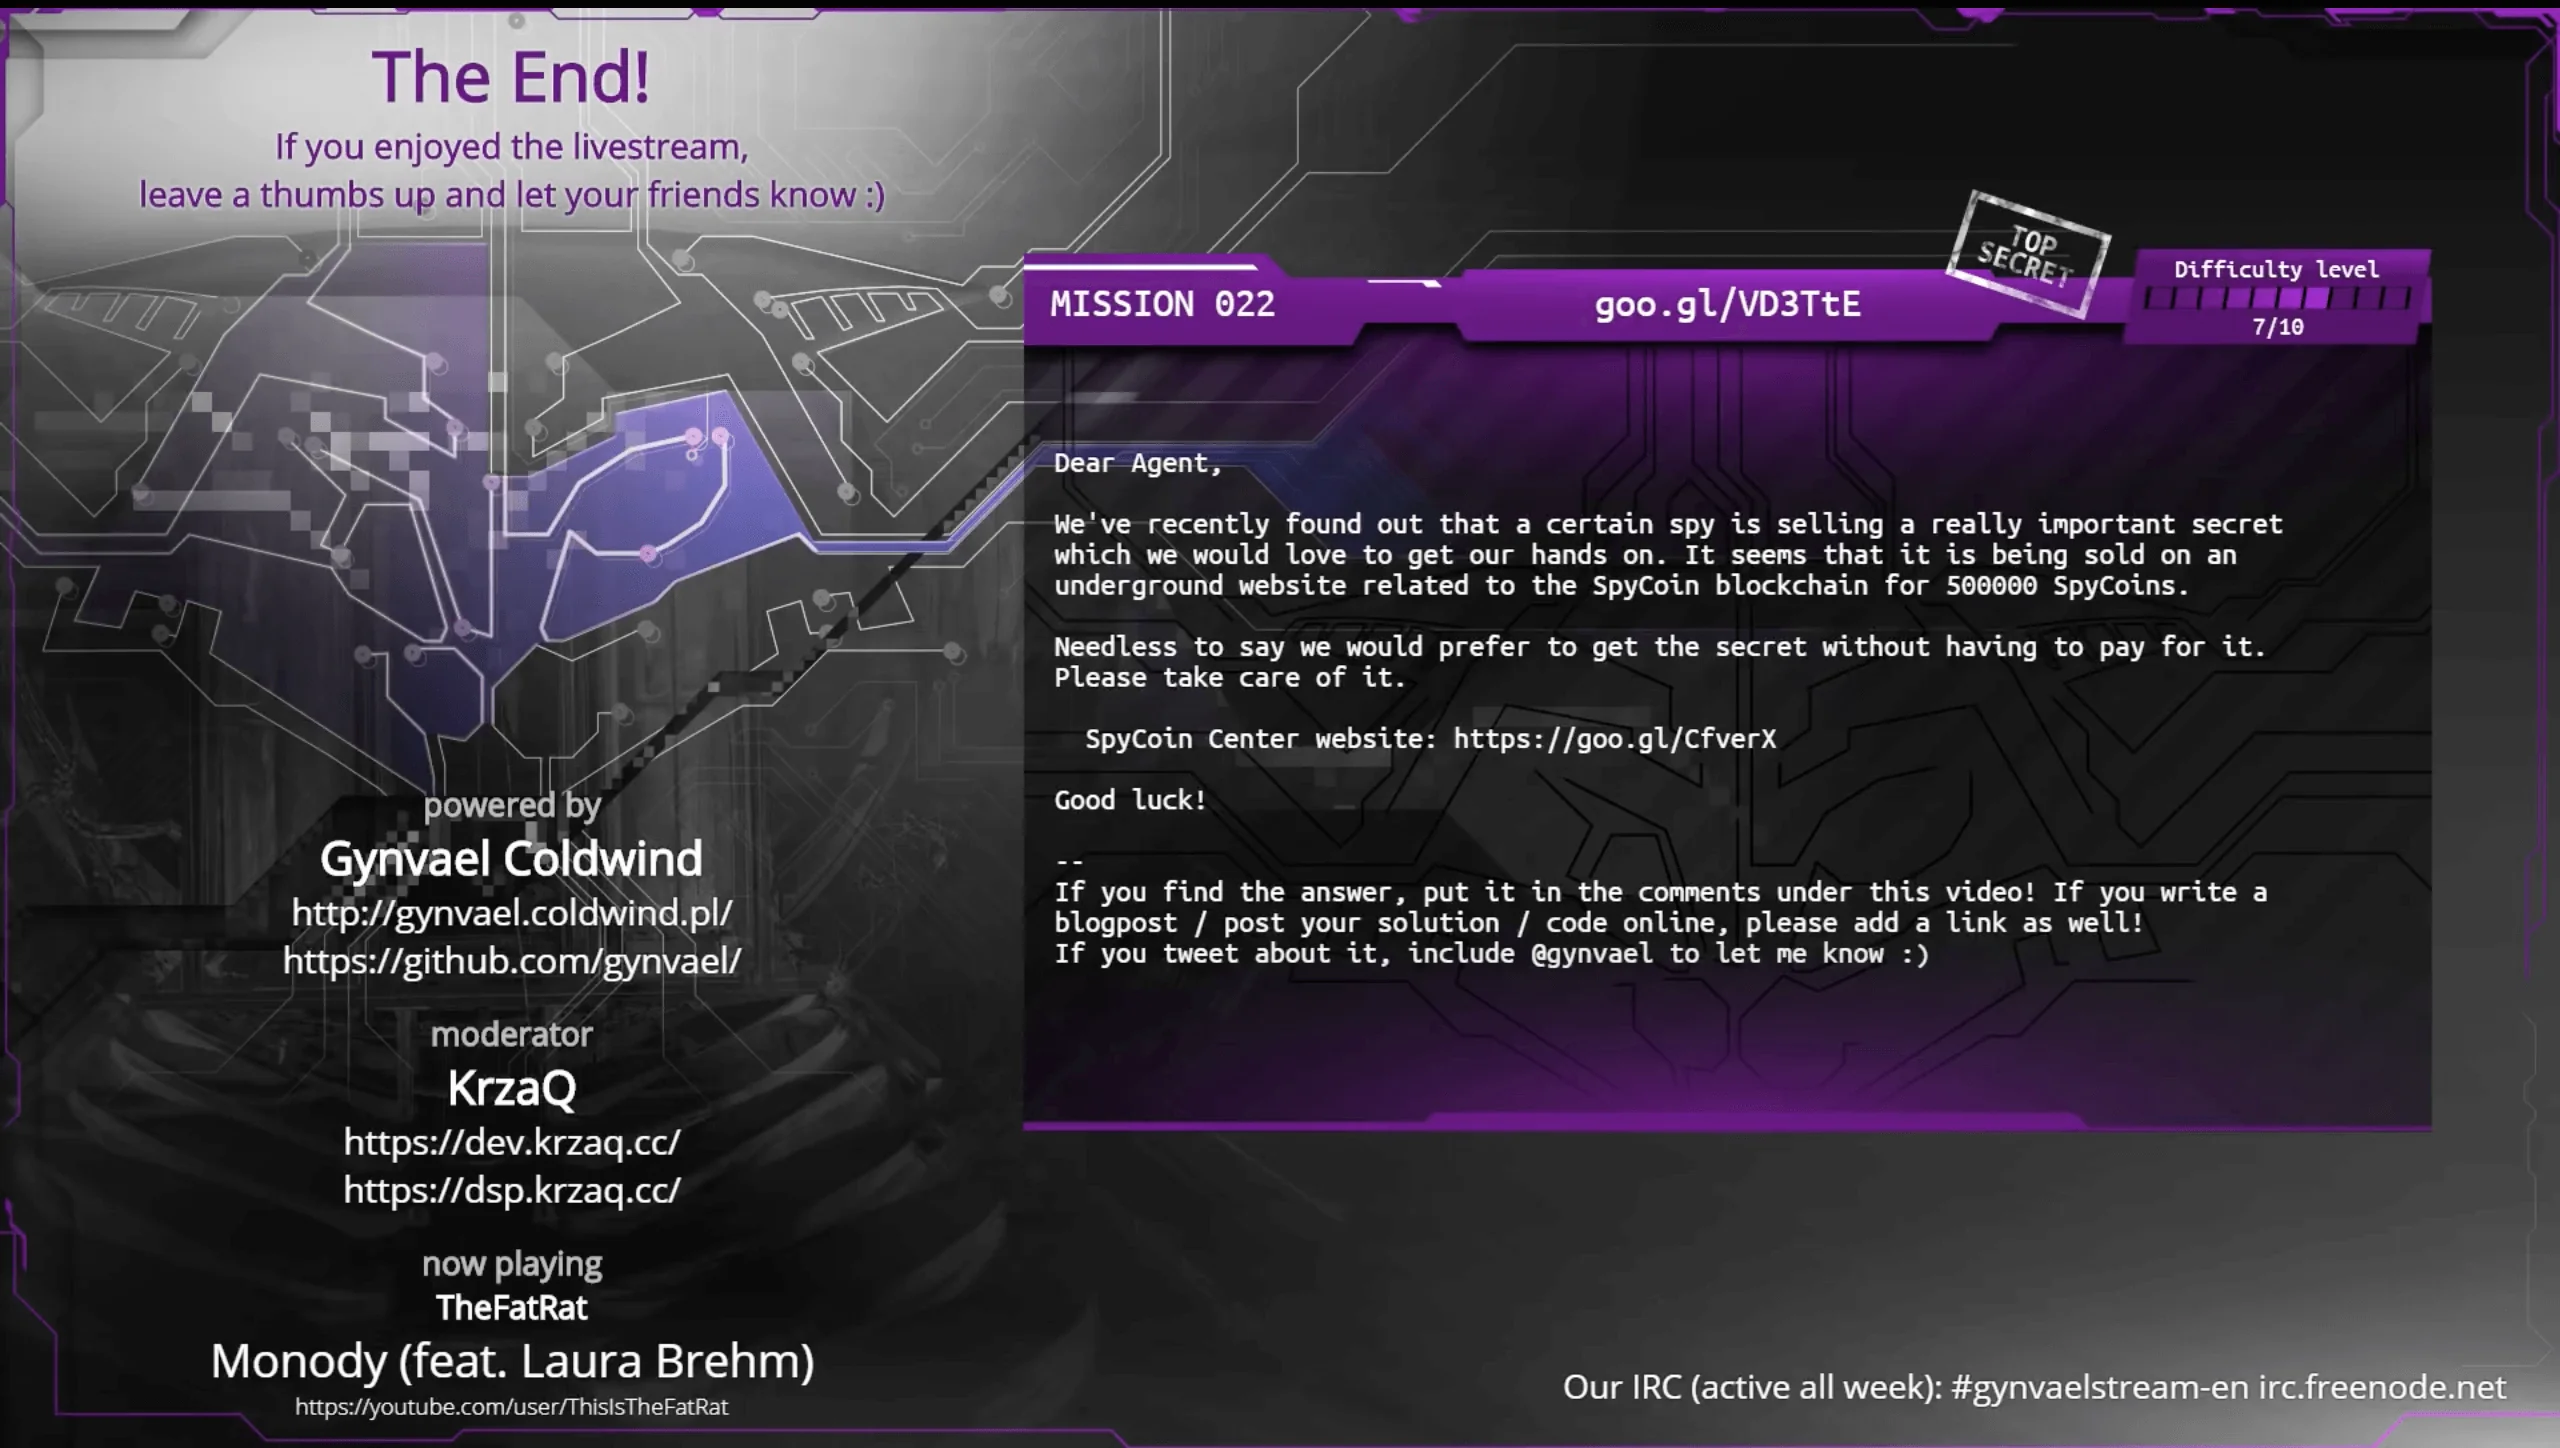 The End!
If you enjoyed the livestream,
leave a thumbs up and let your friends know :)
powered by
Gynvael Coldwind
http://gynvael.coldwind.pl/
https://github.com/gynvael/
moderator
KrzaQ
https://dev.krzaq.cc/
https://dsp.krzaq.cc/
now playing
TheFatRat
Monody (feat. Laura Brehm)
https://youtube.com/user/ThisIsTheFatRat
MISSION 022
goo.gl/VD3TtE
TOP
SECRET
Difficulty level
7/10
Dear Agent,
We've recently found out that a certain spy is selling a really important secret
which we would love to get our hands on. It seems that it is being sold on an
underground website related to the SpyCoin blockchain for 500000 SpyCoins.
Needless to say we would prefer to get the secret without having to pay for it.
Please take care of it.
SpyCoin Center website: https://goo.gl/CfverX
Good luck!
--
If you find the answer, put it in the comments under this video! If you write a
blogpost / post your solution / code online, please add a link as well!
If you tweet about it, include @gynvael to let me know :)
Our IRC (active all week): #gynvaelstream-en irc.freenode.net